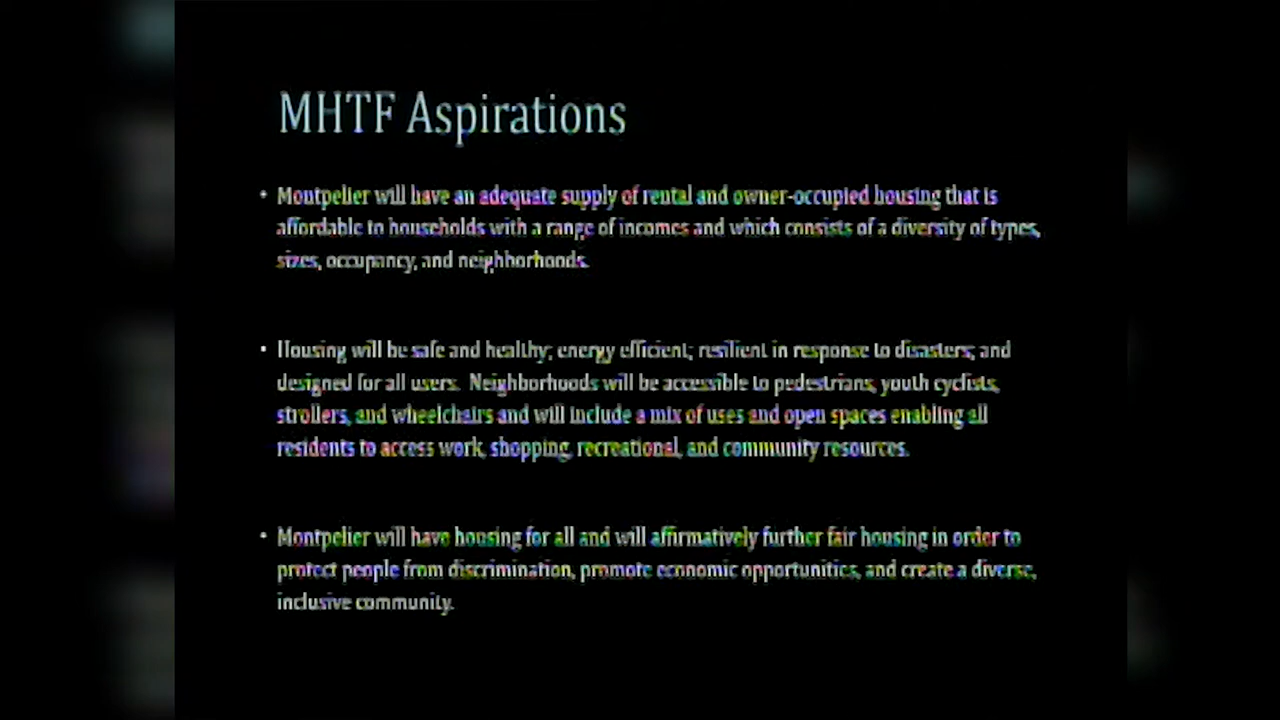 MHTF Aspirations
• Montpelier will have an adequate supply of rental and owner-occupied housing that is
affordable to households with a range of incomes and which consists of a diversity of types,
sizes, occupancy, and neighborhoods.
• Housing will be safe and healthy; energy efficient; resilient in response to disasters; and
designed for all users. Neighborhoods will be accessible to pedestrians, youth cyclists,
strollers, and wheelchairs and will include a mix of uses and open spaces enabling all
residents to access work, shopping, recreational, and community resources.
• Montpelier will have housing for all and will affirmatively further fair housing in order to
protect people from discrimination, promote economic opportunities, and create a diverse,
inclusive community.